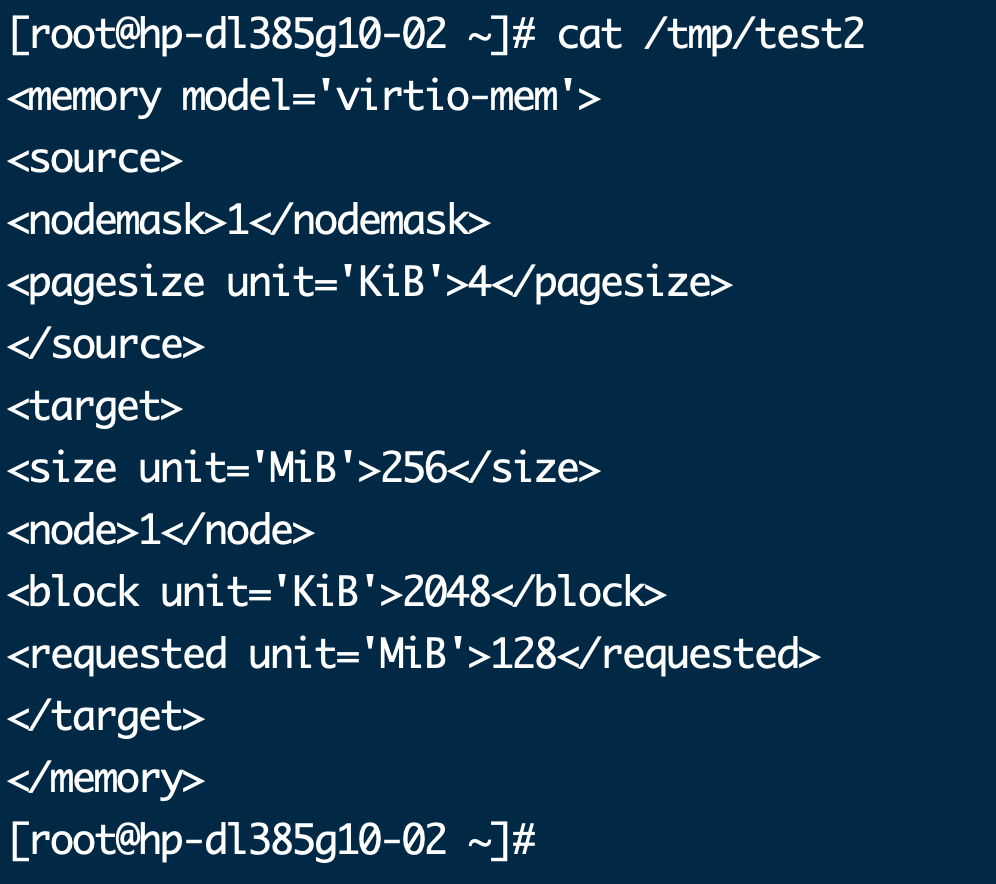 [root@hp-dl385g10-02 ~]# cat /tmp/test2
<memory model='virtio-mem'>
<source>
<nodemask>1</nodemask>
<pagesize unit='KiB'>4</pagesize>
</source>
<target>
<size unit='MiB'>256</size>
<node>1</node>
<block unit='KiB'>2048</block>
<requested unit='MiB'>128</requested>
</target>
</memory>
[root@hp-dl385g10-02 ~]#